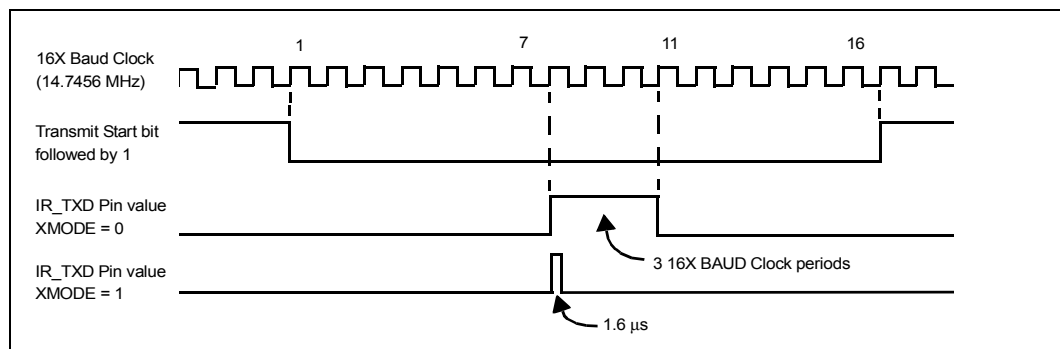 1
7
11
16
16X Baud Clock
(14.7456 MHz)
Transmit Start bit
followed by 1
IR_TXD Pin value
XMODE = 0
3 16X BAUD Clock periods
IR_TXD Pin value
XMODE = 1
1.6 μs